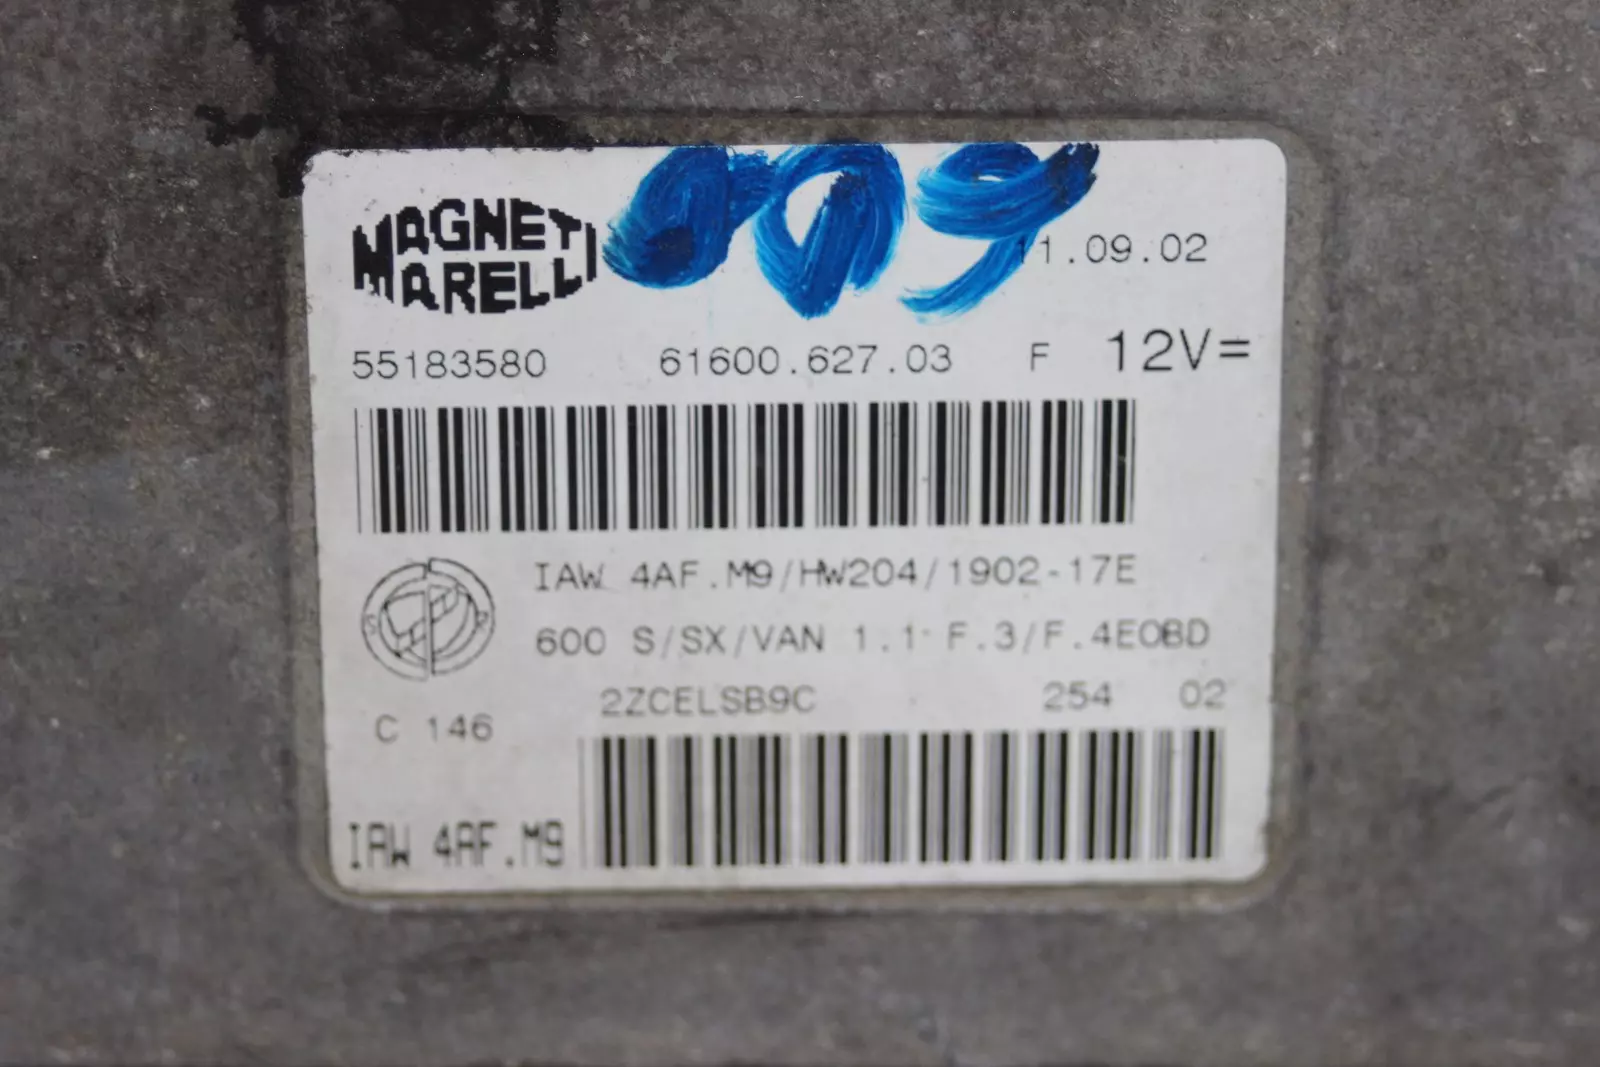 MAGNETI
MARELLI
11.09.02
55183580 61600.627.03 F 12V=
IAW 4AF.M9/HW204/1902-17E
600 S/SX/VAN 1.1 F.3/F.4EOBD
2ZCELSB9C 254 02
C 146
IAW 4AF.M9